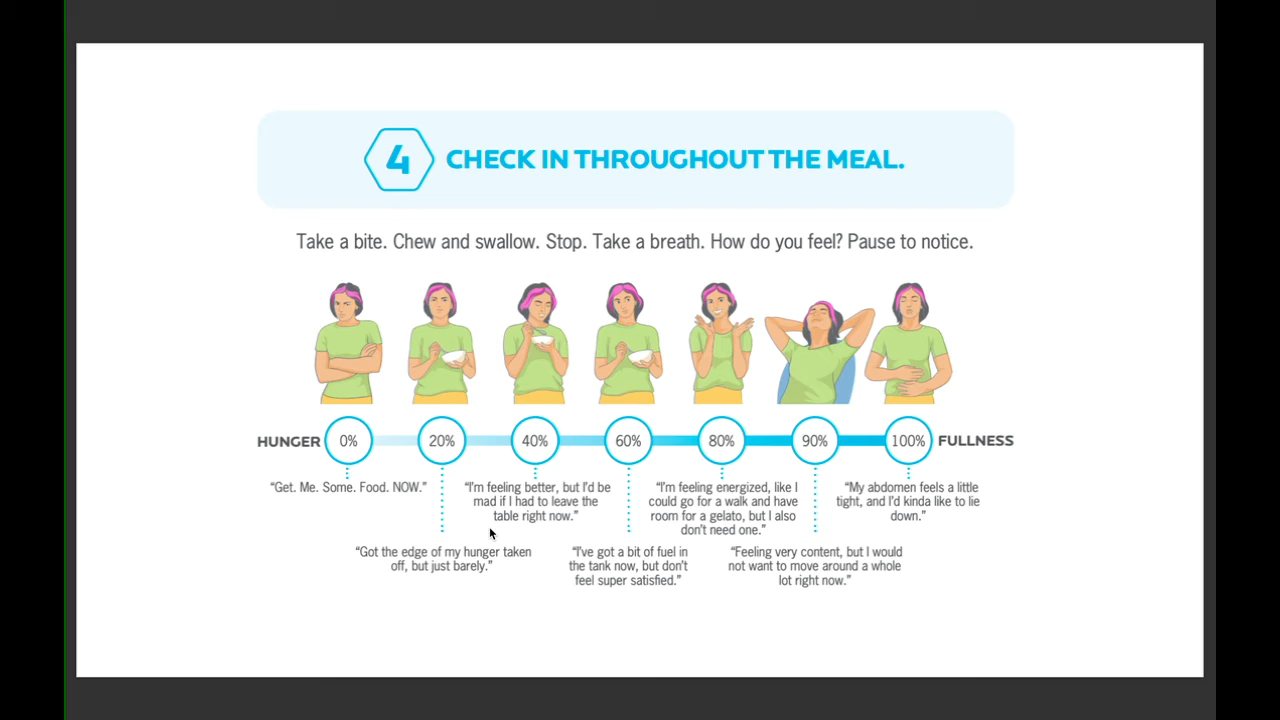 4
CHECK IN THROUGHOUT THE MEAL.
Take a bite. Chew and swallow. Stop. Take a breath. How do you feel? Pause to notice.
HUNGER 0% 20% 40% 60% 80% 90% 100% FULLNESS
“Get. Me. Some. Food. NOW.”
“Got the edge of my hunger taken
off, but just barely.”
“I'm feeling better, but I'd be
mad if I had to leave the
table right now.”
“I've got a bit of fuel in
the tank now, but don't
feel super satisfied.”
“I'm feeling energized, like I
could go for a walk and have
room for a gelato, but I also
don't need one.”
“Feeling very content, but I would
not want to move around a whole
lot right now.”
“My abdomen feels a little
tight, and I'd kinda like to lie
down.”